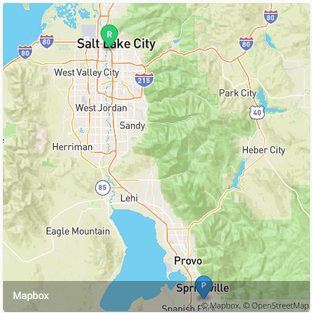 R
80
80
80
Salt Lake City
West Valley City
215
Park City
West Jordan
40
Sandy
Herriman
Heber City
85
Lehi
Eagle Mountain
Provo
P
Springville
Mapbox
Spanish Fork
© Mapbox, © OpenStreetMap